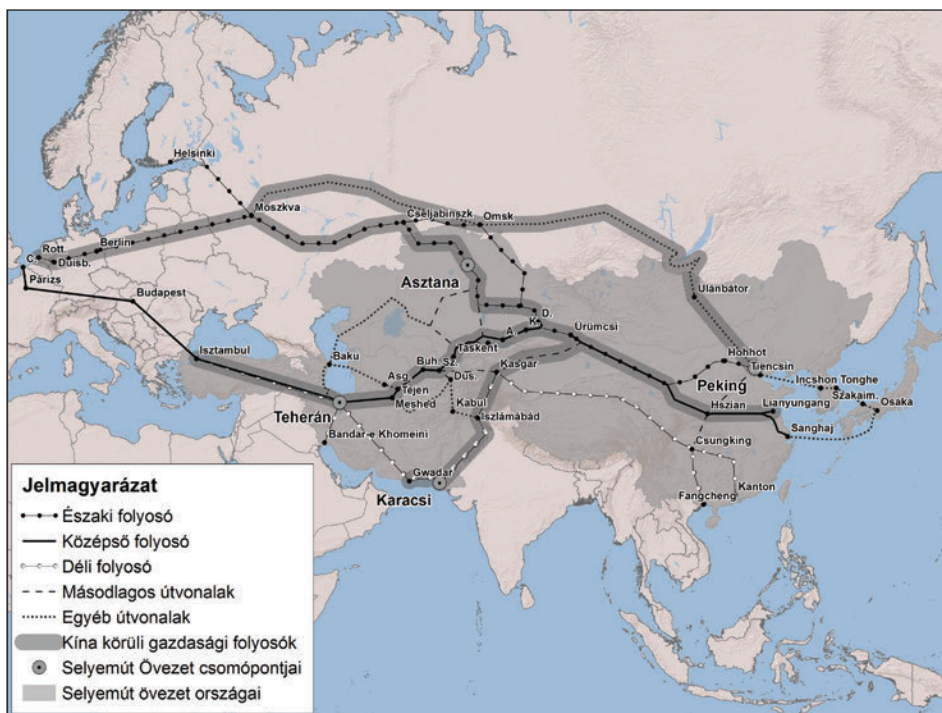 Helsinki
Moszkva
Cseljabinszk
Omszk
Rott
Berlin
C.
Duisb.
Párizs
Asztana
Ulánbátor
Budapest
D.
K.
A.
Ürümcsi
Isztambul
Taskent
Baku
Buh.
Sz.
Kasgár
Hohhot
Tiencsin
Asg.
Dus.
Peking
Incshon
Tonghe
Tejen
Szakaim.
Teherán
Meshed
Kabul
Hszian
Lianyungang
Osaka
Iszlámábád
Sanghaj
Bandar-e Khomeini
Csungking
Gwadar
Kanton
Karacsi
Fangcheng
Jelmagyarázat
Északi folyosó
Középső folyosó
Déli folyosó
Másodlagos útvonalak
Egyéb útvonalak
Kína körüli gazdasági folyosók
Selyemút Övezet csomópontjai
Selyemút övezet országai